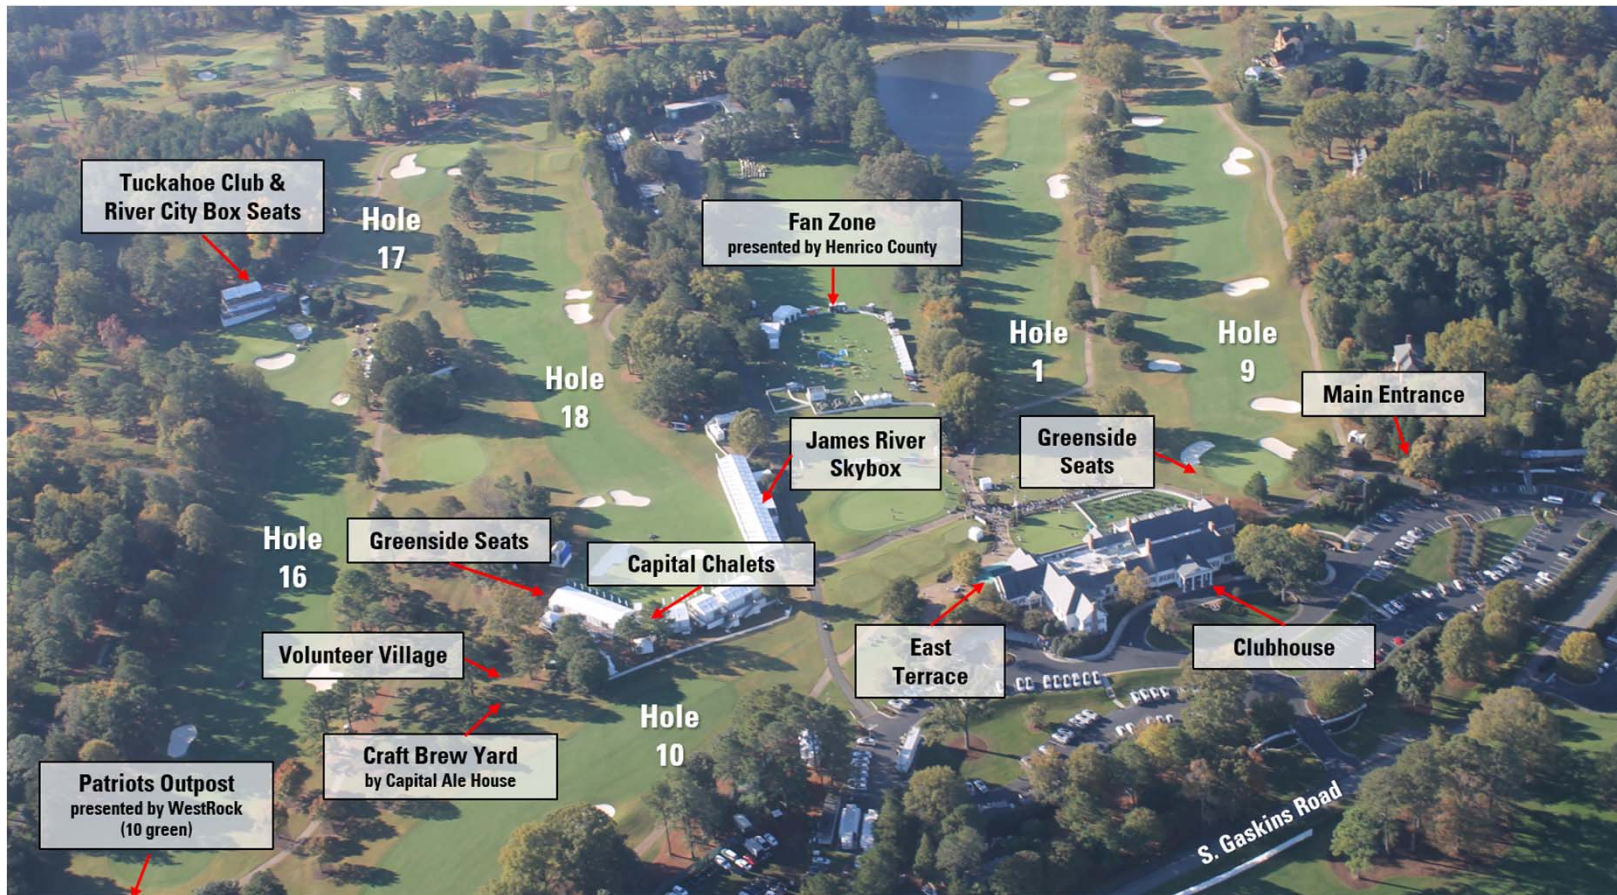 Tuckahoe Club &
River City Box Seats
Hole
17
Fan Zone
presented by Henrico County
Hole
18
Hole
1
Hole
9
Main Entrance
James River
Skybox
Greenside
Seats
Hole
16
Greenside Seats
Capital Chalets
Volunteer Village
East
Terrace
Clubhouse
Hole
10
Craft Brew Yard
by Capital Ale House
Patriots Outpost
presented by WestRock
(10 green)
S. Gaskins Road